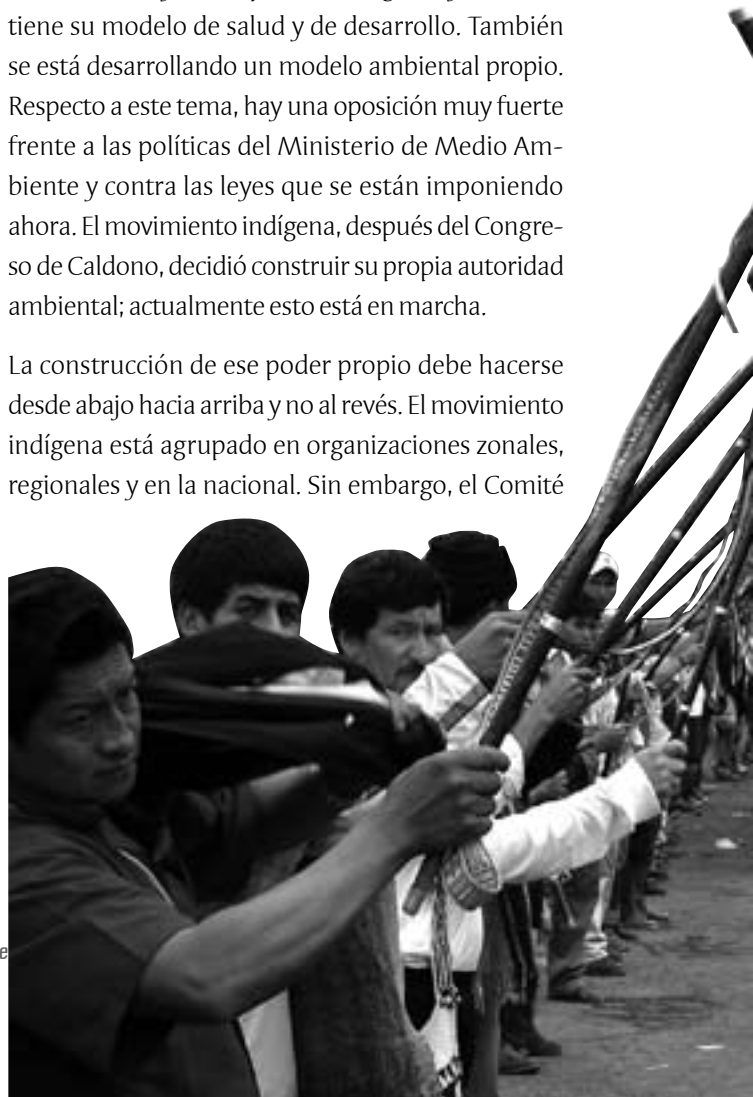 tiene su modelo de salud y de desarrollo. También
se está desarrollando un modelo ambiental propio.
Respecto a este tema, hay una oposición muy fuerte
frente a las políticas del Ministerio de Medio Am-
biente y contra las leyes que se están imponiendo
ahora. El movimiento indígena, después del Congre-
so de Caldono, decidió construir su propia autoridad
ambiental; actualmente esto está en marcha.
La construcción de ese poder propio debe hacerse
desde abajo hacia arriba y no al revés. El movimiento
indígena está agrupado en organizaciones zonales,
regionales y en la nacional. Sin embargo, el Comité
e